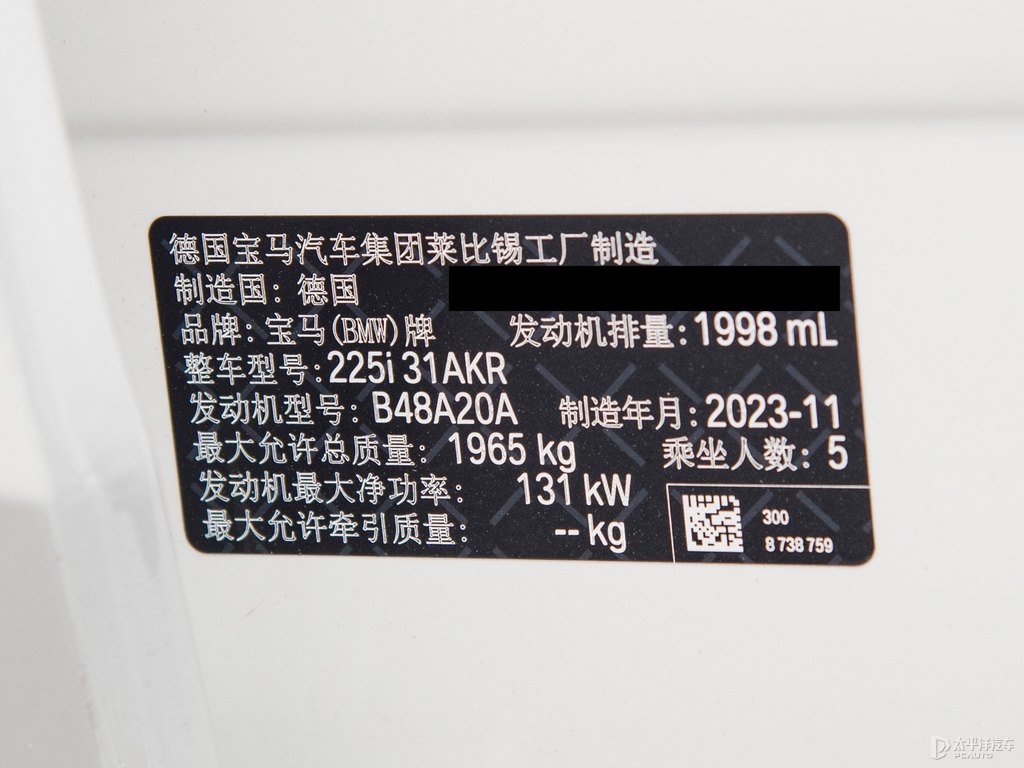 德国宝马汽车集团莱比锡工厂制造
制造国：德国
品牌：宝马(BMW)牌 发动机排量：1998 mL
整车型号：225i 31AKR
发动机型号：B48A20A 制造年月：2023-11
最大允许总质量：1965 kg 乘坐人数：5
发动机最大净功率：131 kW
最大允许牵引质量：-- kg
300
8 738 759
太平洋汽车
PCAUTO